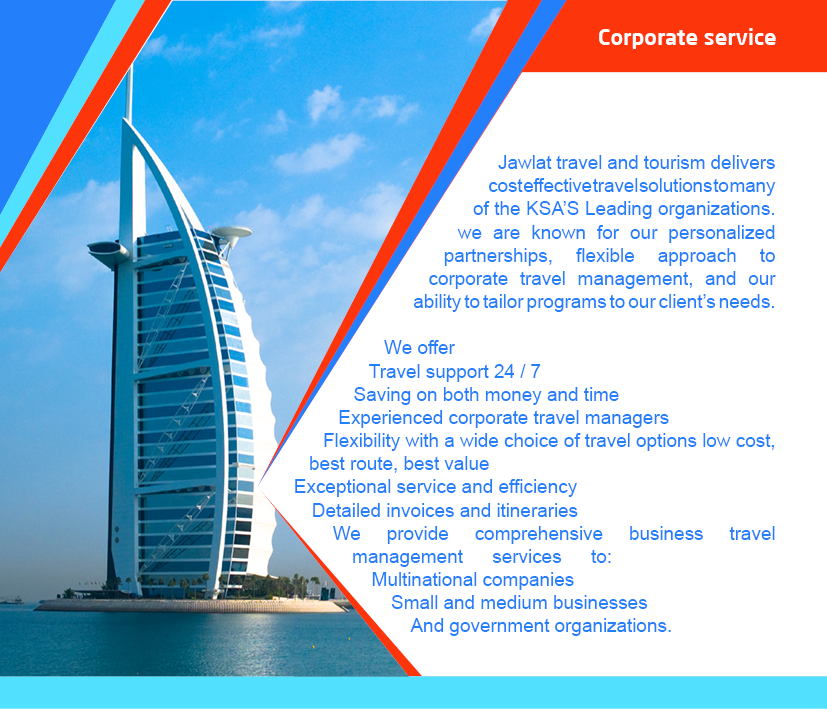 Corporate service
Jawlat travel and tourism delivers
costeffectivetravelsolutionstomany
of the KSA'S Leading organizations.
we are known for our personalized
partnerships, flexible approach to
corporate travel management, and our
ability to tailor programs to our client's needs.
We offer
Travel support 24 / 7
Saving on both money and time
Experienced corporate travel managers
Flexibility with a wide choice of travel options low cost,
best route, best value
Exceptional service and efficiency
Detailed invoices and itineraries
We provide comprehensive business travel
management services to:
Multinational companies
Small and medium businesses
And government organizations.